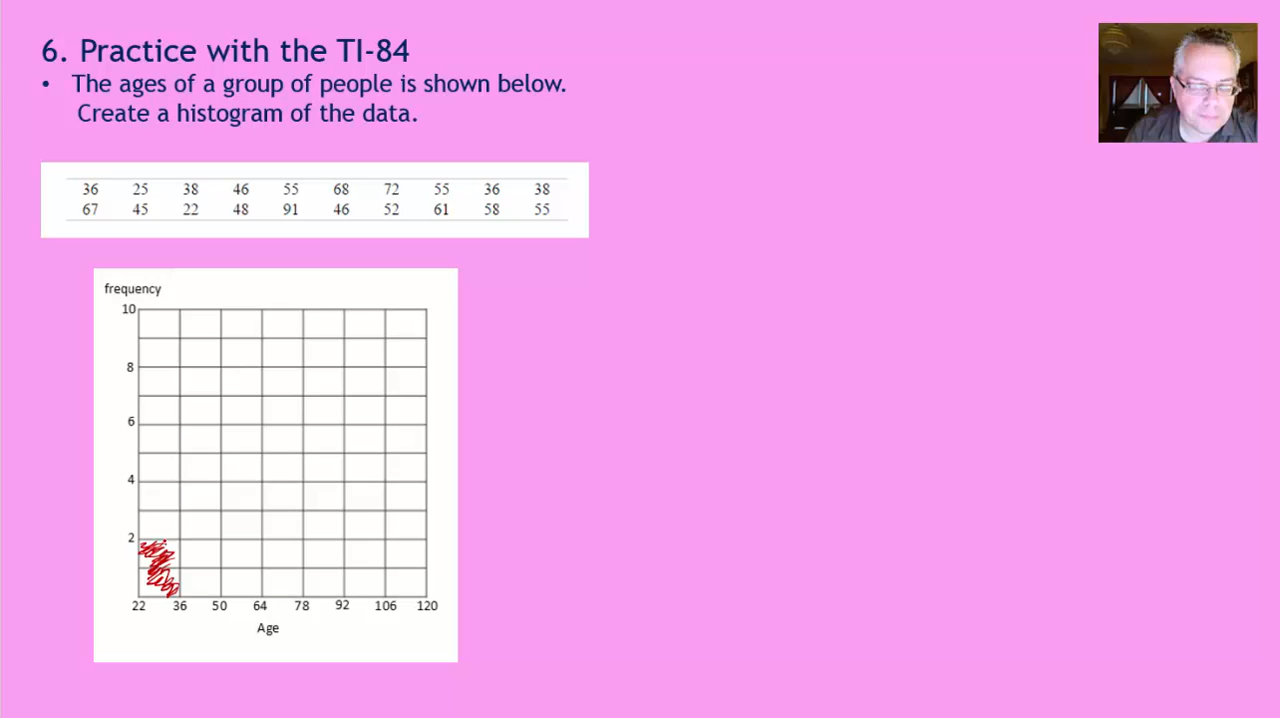 6. Practice with the TI-84
• The ages of a group of people is shown below.
Create a histogram of the data.
36 25 38 46 55 68 72 55 36 38
67 45 22 48 91 46 52 61 58 55
frequency
10
8
6
4
2
22 36 50 64 78 92 106 120
Age